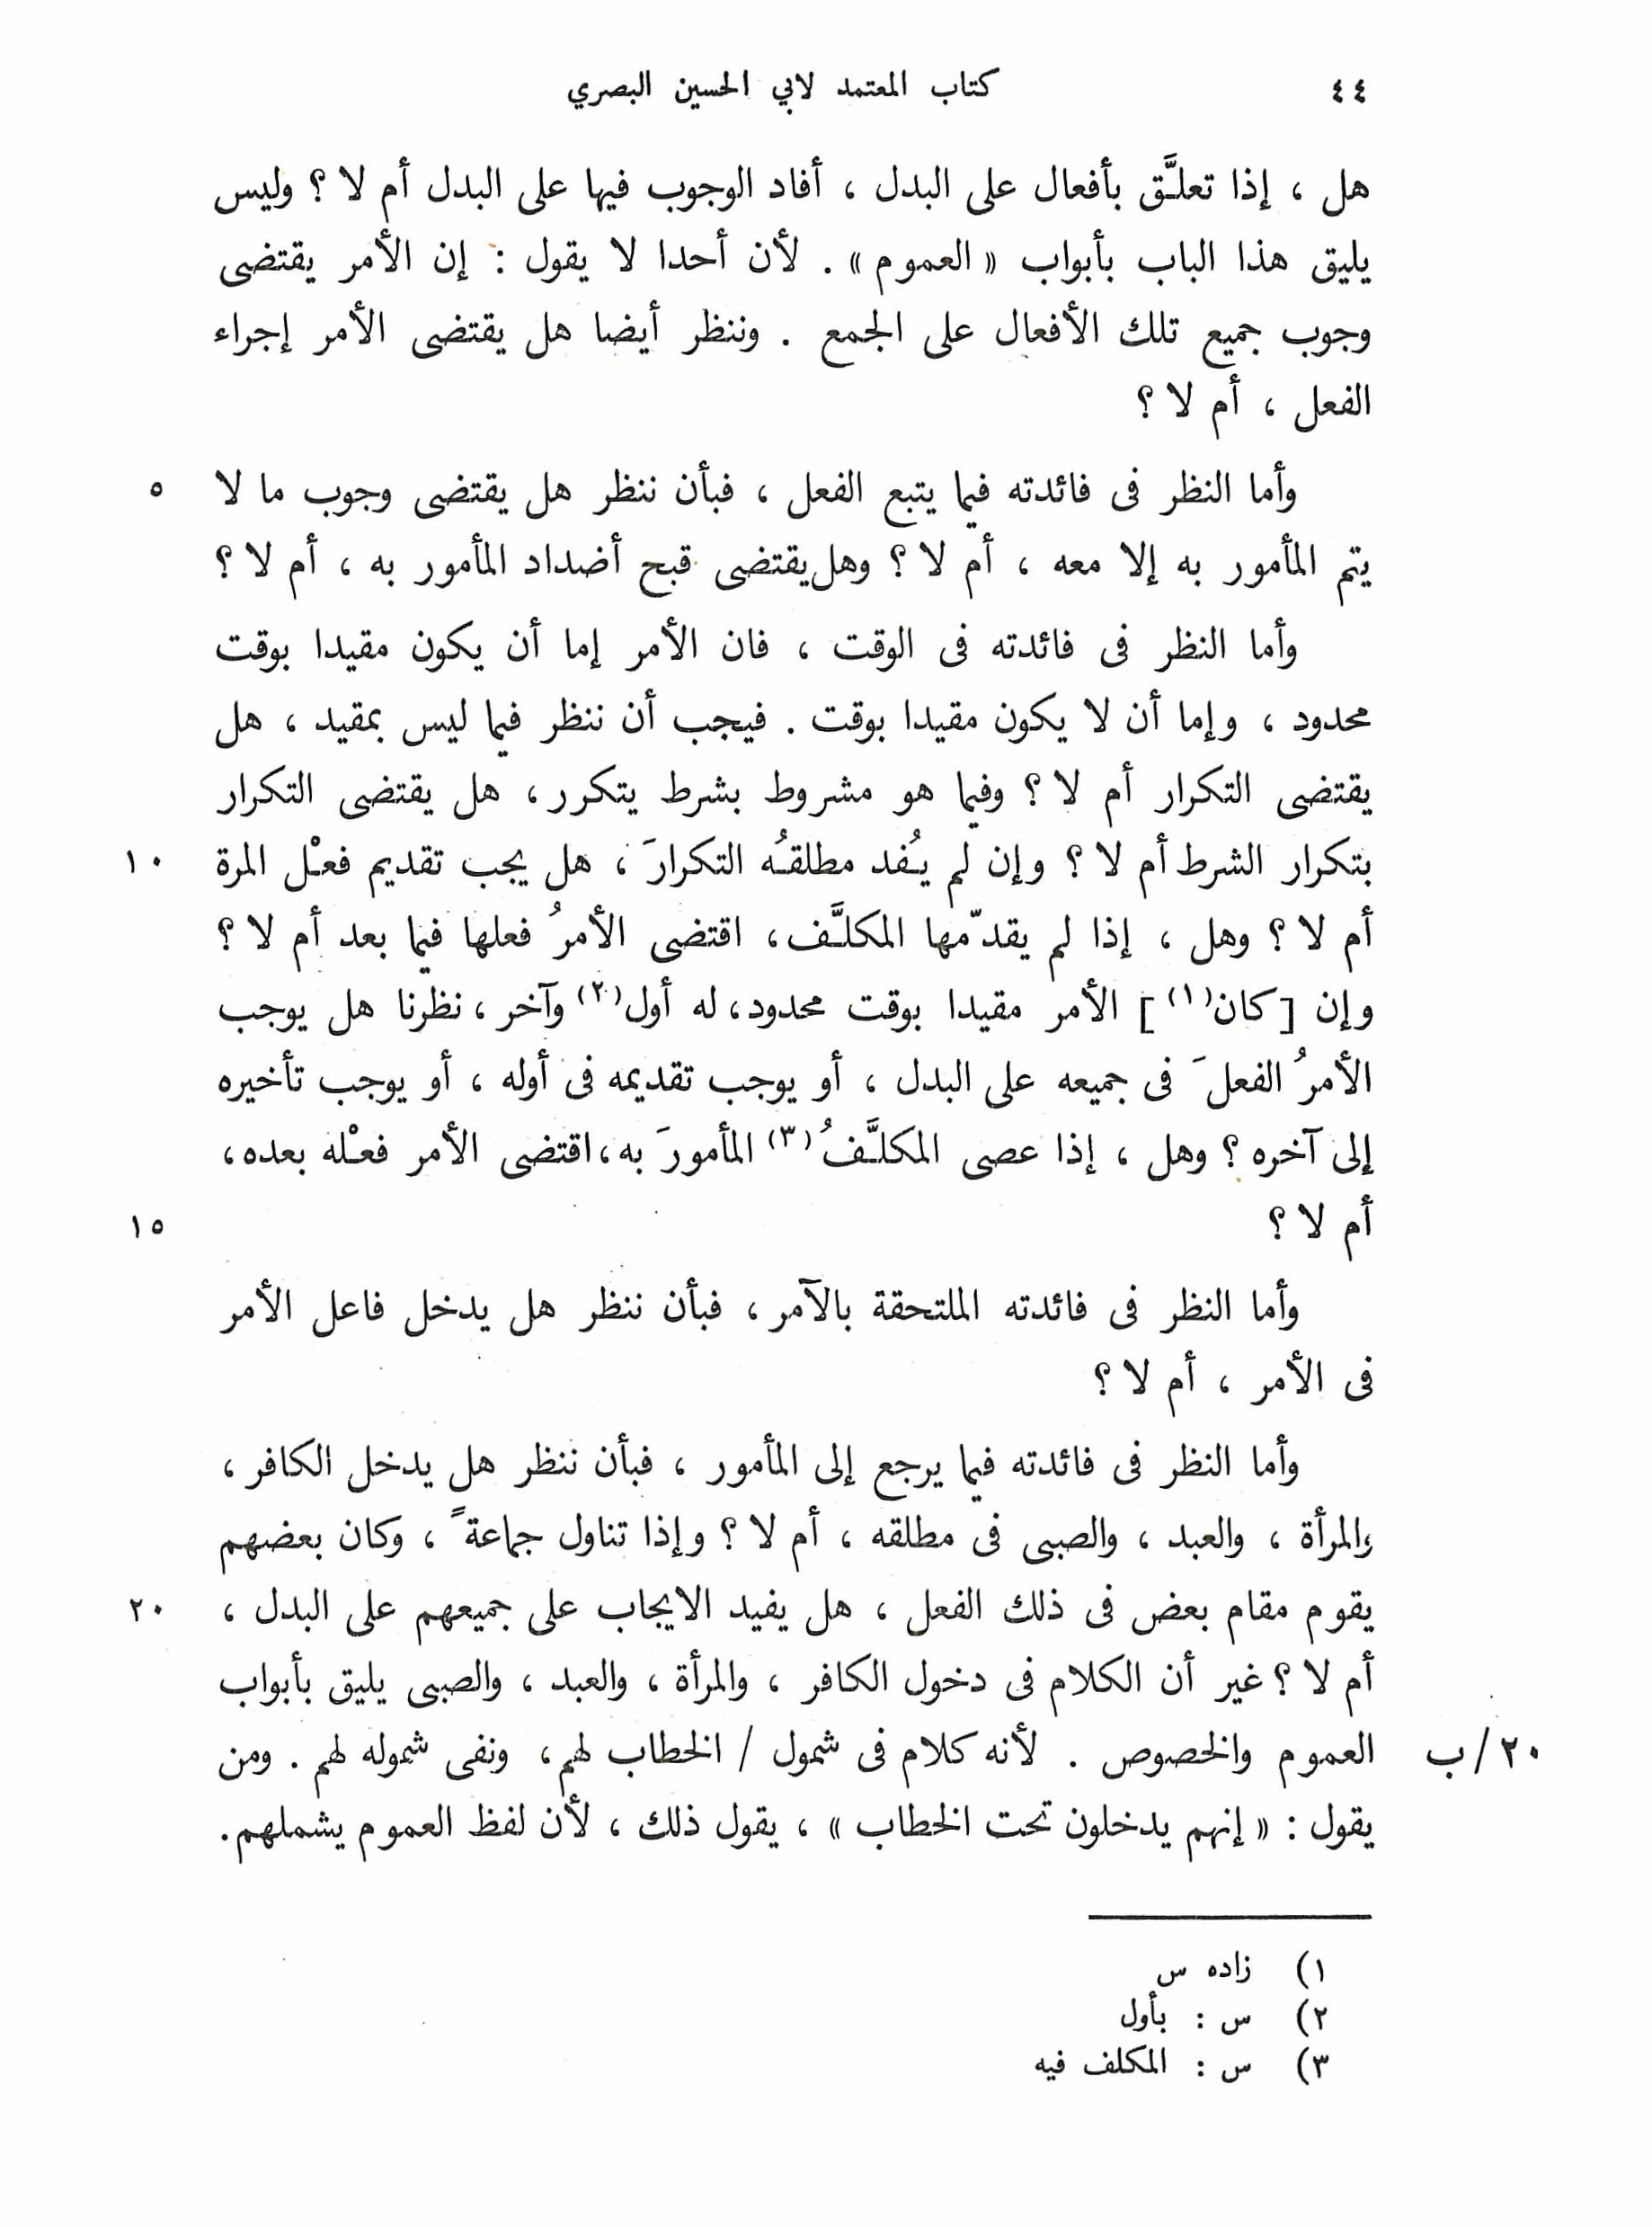 ٤٤ كتاب المعتمد لابي الحسين البصري
هل ، إذا تعلَّق بأفعال على البدل ، أفاد الوجوب فيها على البدل أم لا ؟ وليس
يليق هذا الباب بأبواب « العموم » . لأن أحدا لا يقول : إن الأمر يقتضى
وجوب جميع تلك الأفعال على الجمع . وننظر أيضا هل يقتضى الأمر إجراء
الفعل ، أم لا ؟
وأما النظر فى فائدته فيما يتبع الفعل ، فبأن ننظر هل يقتضى وجوب ما لا ٥
يتم المأمور به إلا معه ، أم لا ؟ وهل يقتضى قبح أضداد المأمور به ، أم لا ؟
وأما النظر فى فائدته فى الوقت ، فان الأمر إما أن يكون مقيدا بوقت
محدود ، وإما أن لا يكون مقيدا بوقت . فيجب أن ننظر فيما ليس بمقيد ، هل
يقتضى التكرار أم لا ؟ وفيما هو مشروط بشرط يتكرر ، هل يقتضى التكرار
بتكرار الشرط أم لا ؟ وإن لم يُفد مطلقُه التكرارَ ، هل يجب تقديم فعْل المرة ١٠
أم لا ؟ وهل ، إذا لم يقدّمها المكلَّف ، اقتضى الأمرُ فعلها فيما بعد أم لا ؟
وإن [ كان(١) ] الأمر مقيدا بوقت محدود ، له أول(٢) وآخر ، نظرنا هل يوجب
الأمرُ الفعلَ فى جميعه على البدل ، أو يوجب تقديمه فى أوله ، أو يوجب تأخيره
إلى آخره ؟ وهل ، إذا عصى المكلَّفُ(٣) المأمورَ به ، اقتضى الأمر فعْله بعده ،
أم لا ؟ ١٥
وأما النظر فى فائدته الملتحقة بالآمر ، فبأن ننظر هل يدخل فاعل الأمر
فى الأمر ، أم لا ؟
وأما النظر فى فائدته فيما يرجع إلى المأمور ، فبأن ننظر هل يدخل الكافر ،
والمرأة ، والعبد ، والصبى فى مطلقه ، أم لا ؟ وإذا تناول جماعةً ، وكان بعضهم
يقوم مقام بعض فى ذلك الفعل ، هل يفيد الايجاب على جميعهم على البدل ، ٢٠
أم لا ؟ غير أن الكلام فى دخول الكافر ، والمرأة ، والعبد ، والصبى يليق بأبواب
٢٠/ب العموم والخصوص . لأنه كلام فى شمول / الخطاب لهم ، ونفى شموله لهم . ومن
يقول : « إنهم يدخلون تحت الخطاب » ، يقول ذلك ، لأن لفظ العموم يشملهم .
١) زاده س
٢) س : بأول
٣) س : المكلف فيه